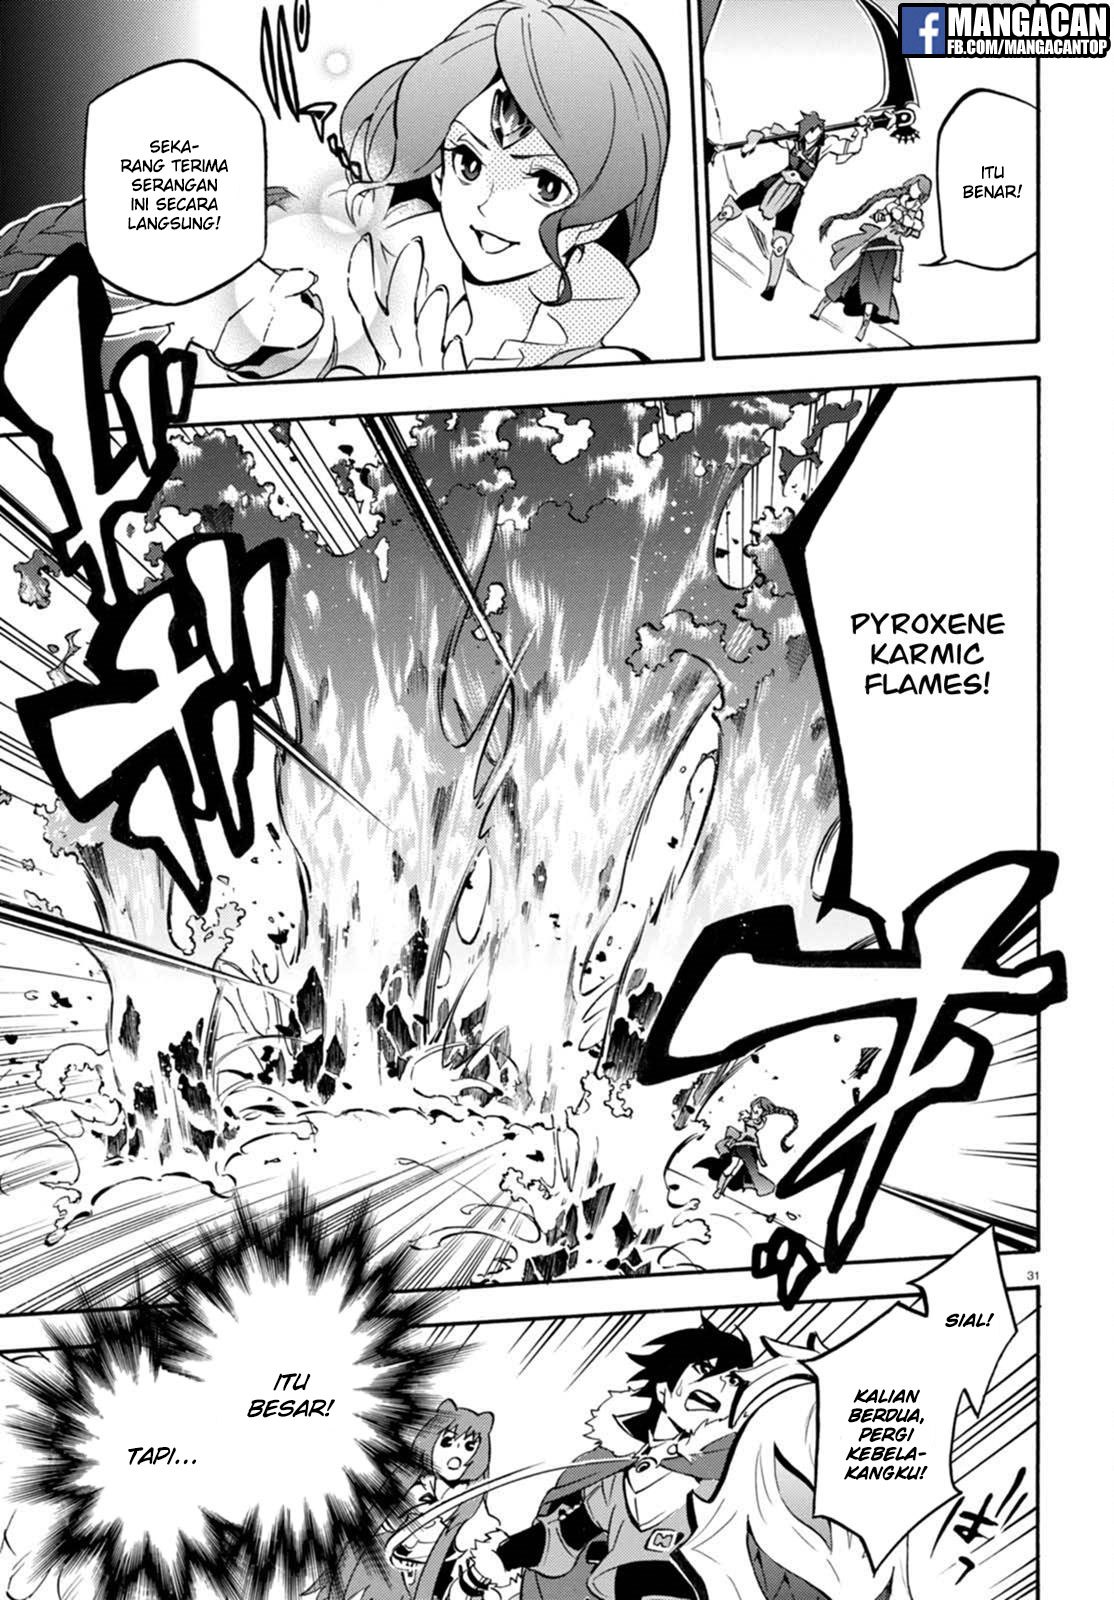 MANGACAN
FB.COM/MANGACANTOP
ITU
BENAR!
SEKA-
RANG TERIMA
SERANGAN
INI SECARA
LANGSUNG!
PYROXENE
KARMIC
FLAMES!
31
SIAL!
KALIAN
BERDUA,
PERGI
KEBELA-
KANGKU!
ITU
BESAR!
TAPI...